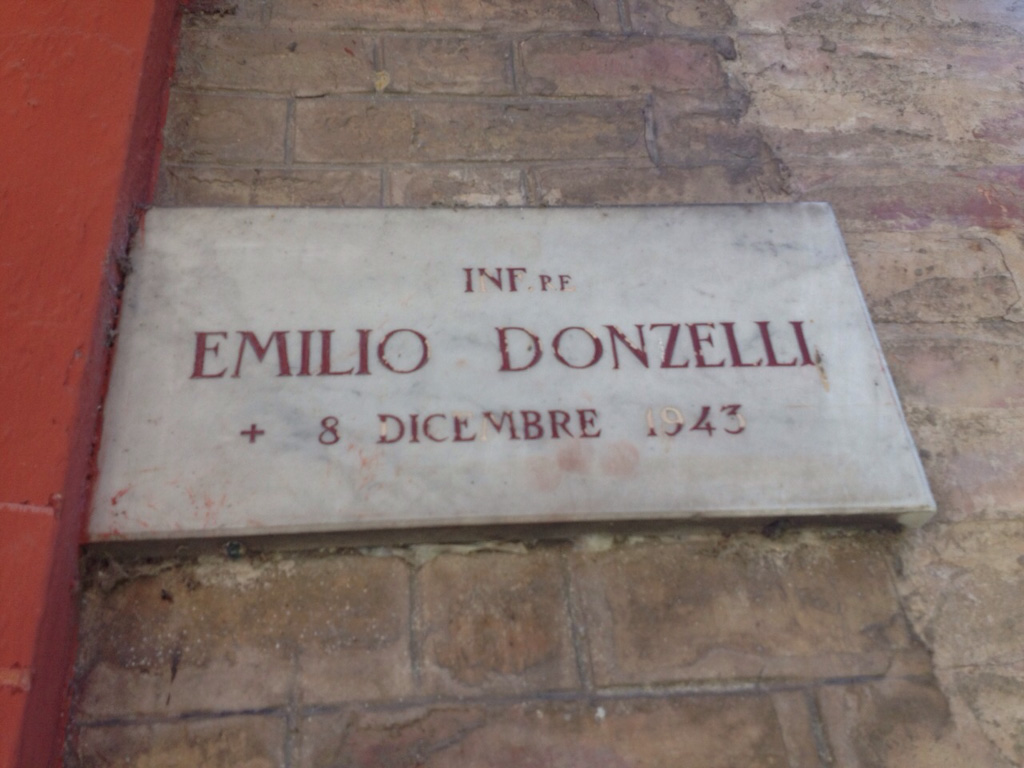 INF. P.E
EMILIO DONZELLI
+ 8 DICEMBRE 1943